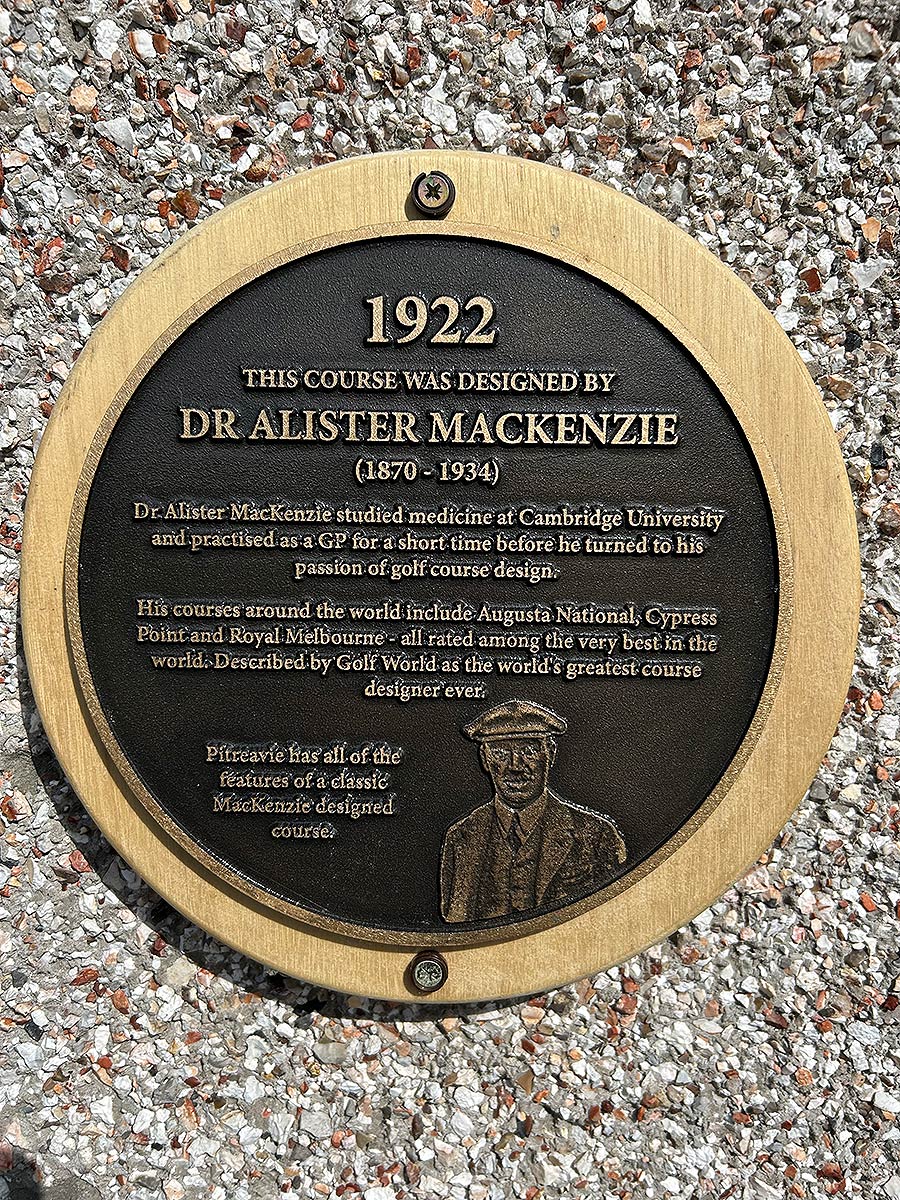 1922
THIS COURSE WAS DESIGNED BY
DR ALISTER MACKENZIE
(1870 - 1934)
Dr Alister MacKenzie studied medicine at Cambridge University
and practised as a GP for a short time before he turned to his
passion of golf course design.
His courses around the world include Augusta National, Cypress
Point and Royal Melbourne - all rated among the very best in the
world. Described by Golf World as the world's greatest course
designer ever.
Pitreavie has all of the
features of a classic
MacKenzie designed
course.